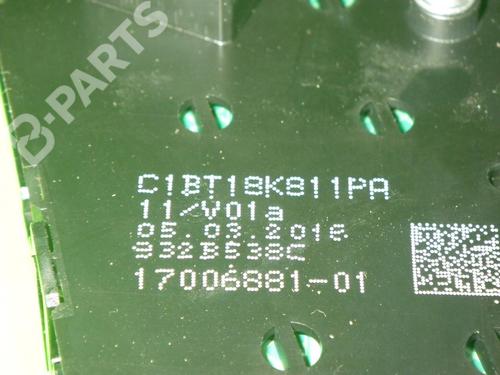 B-PARTS
C1BT18K811PA
11/V01a
05.03.2016
932B538C
17006881-01